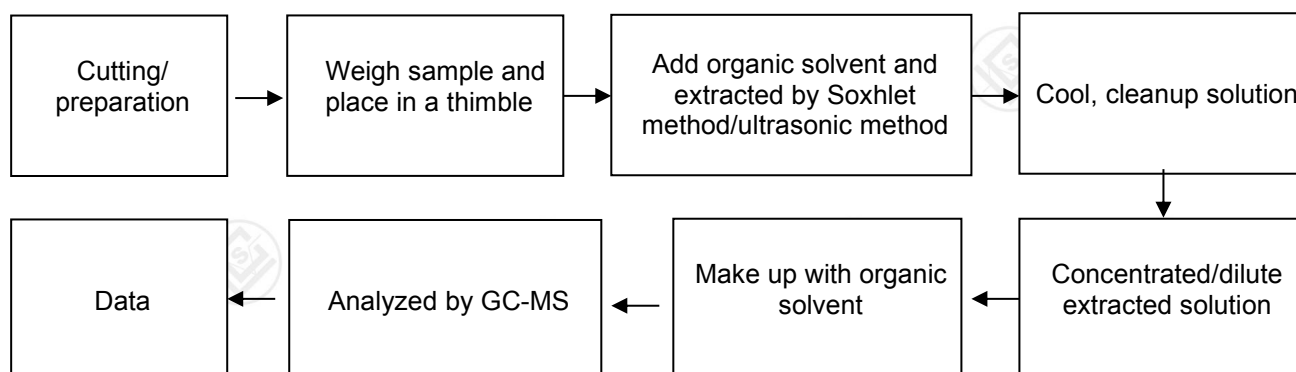 Cutting/
preparation
Weigh sample and
place in a thimble
Add organic solvent and
extracted by Soxhlet
method/ultrasonic method
Cool, cleanup solution
Concentrated/dilute
extracted solution
Make up with organic
solvent
Analyzed by GC-MS
Data